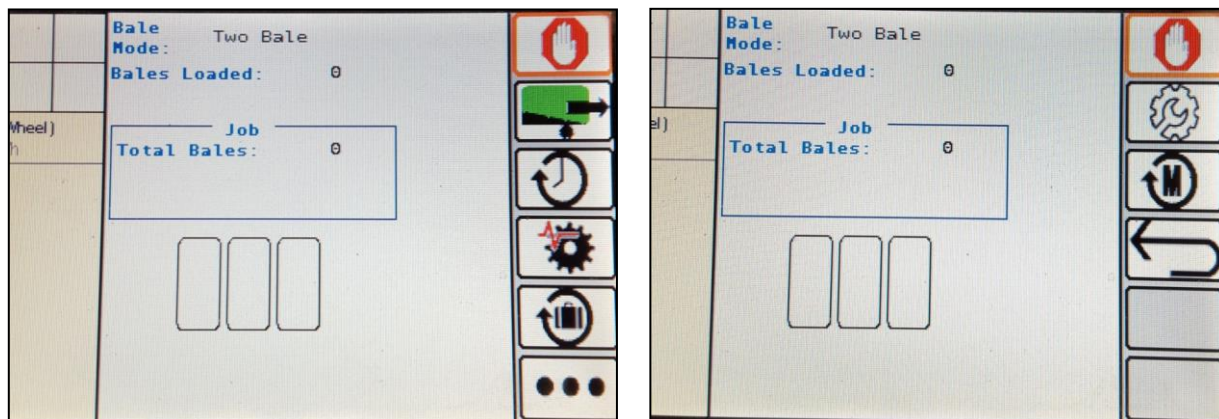 Bale
Mode: Two Bale
Bales Loaded: 0
Wheel)
h
Job
Total Bales: 0
Bale
Mode: Two Bale
Bales Loaded: 0
el)
Job
Total Bales: 0
M